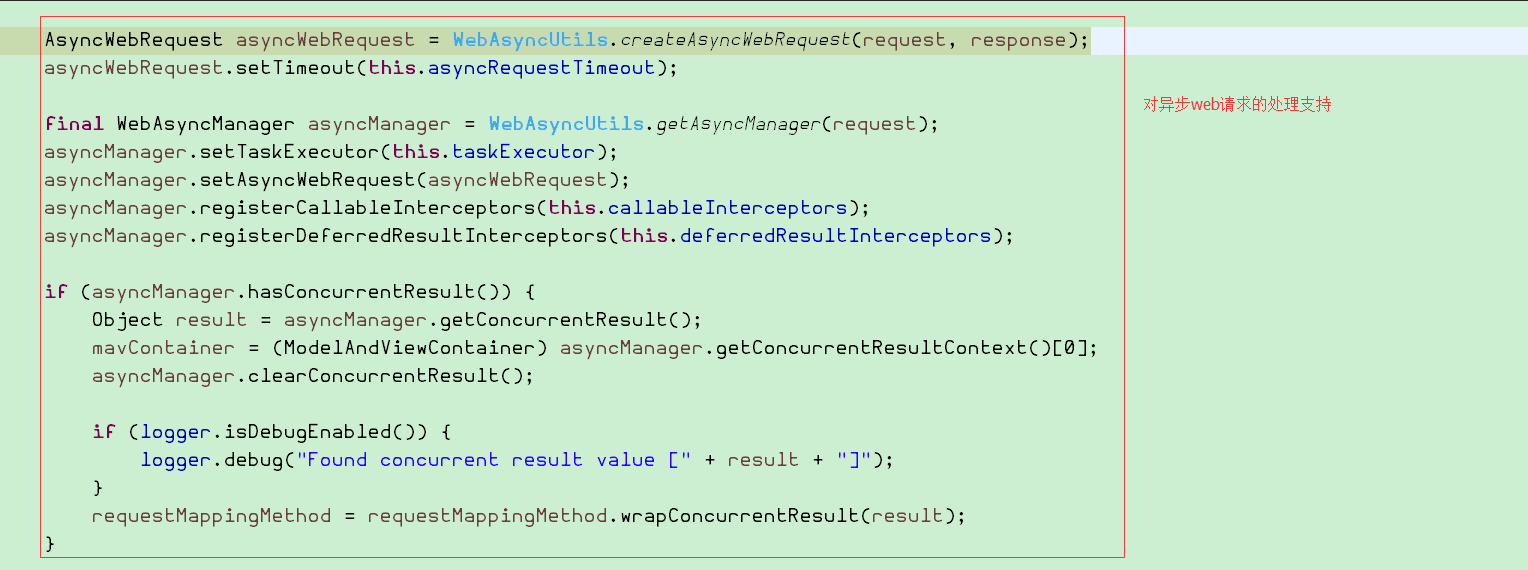 AsyncWebRequest asyncWebRequest = WebAsyncUtils.createAsyncWebRequest(request, response);
asyncWebRequest.setTimeout(this.asyncRequestTimeout);
对异步web请求的处理支持
final WebAsyncManager asyncManager = WebAsyncUtils.getAsyncManager(request);
asyncManager.setTaskExecutor(this.taskExecutor);
asyncManager.setAsyncWebRequest(asyncWebRequest);
asyncManager.registerCallableInterceptors(this.callableInterceptors);
asyncManager.registerDeferredResultInterceptors(this.deferredResultInterceptors);
if (asyncManager.hasConcurrentResult()) {
    Object result = asyncManager.getConcurrentResult();
    mavContainer = (ModelAndViewContainer) asyncManager.getConcurrentResultContext()[0];
    asyncManager.clearConcurrentResult();
    if (logger.isDebugEnabled()) {
        logger.debug("Found concurrent result value [" + result + "]");
    }
    requestMappingMethod = requestMappingMethod.wrapConcurrentResult(result);
}